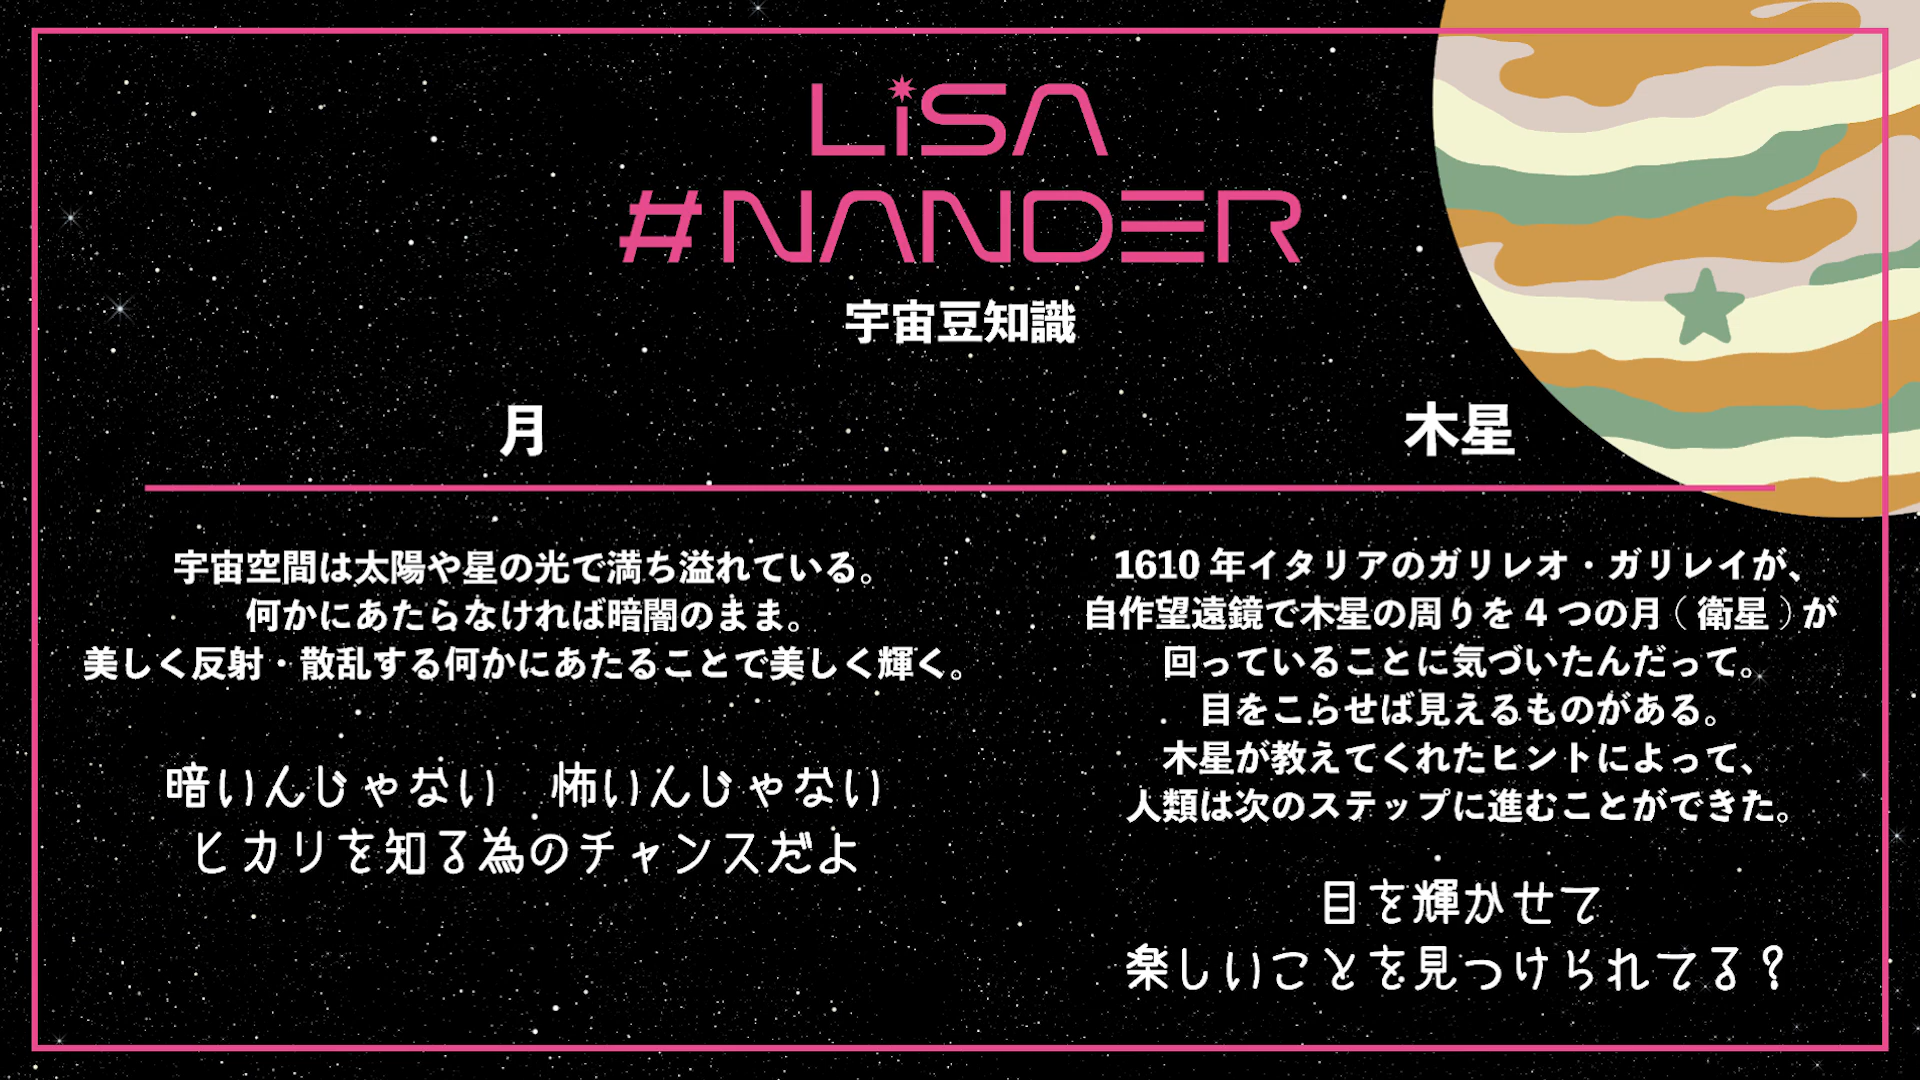 LiSA
#NANDER
宇宙豆知識
月
宇宙空間は太陽や星の光で満ち溢れている。
何かにあたらなければ暗闇のまま。
美しく反射・散乱する何かにあたることで美しく輝く。
暗いんじゃない　怖いんじゃない
ヒカリを知る為のチャンスだよ
木星
1610年イタリアのガリレオ・ガリレイが、
自作望遠鏡で木星の周りを4つの月(衛星)が
回っていることに気づいたんだって。
目をこらせば見えるものがある。
木星が教えてくれたヒントによって、
人類は次のステップに進むことができた。
目を輝かせて
楽しいことを見つけられてる?